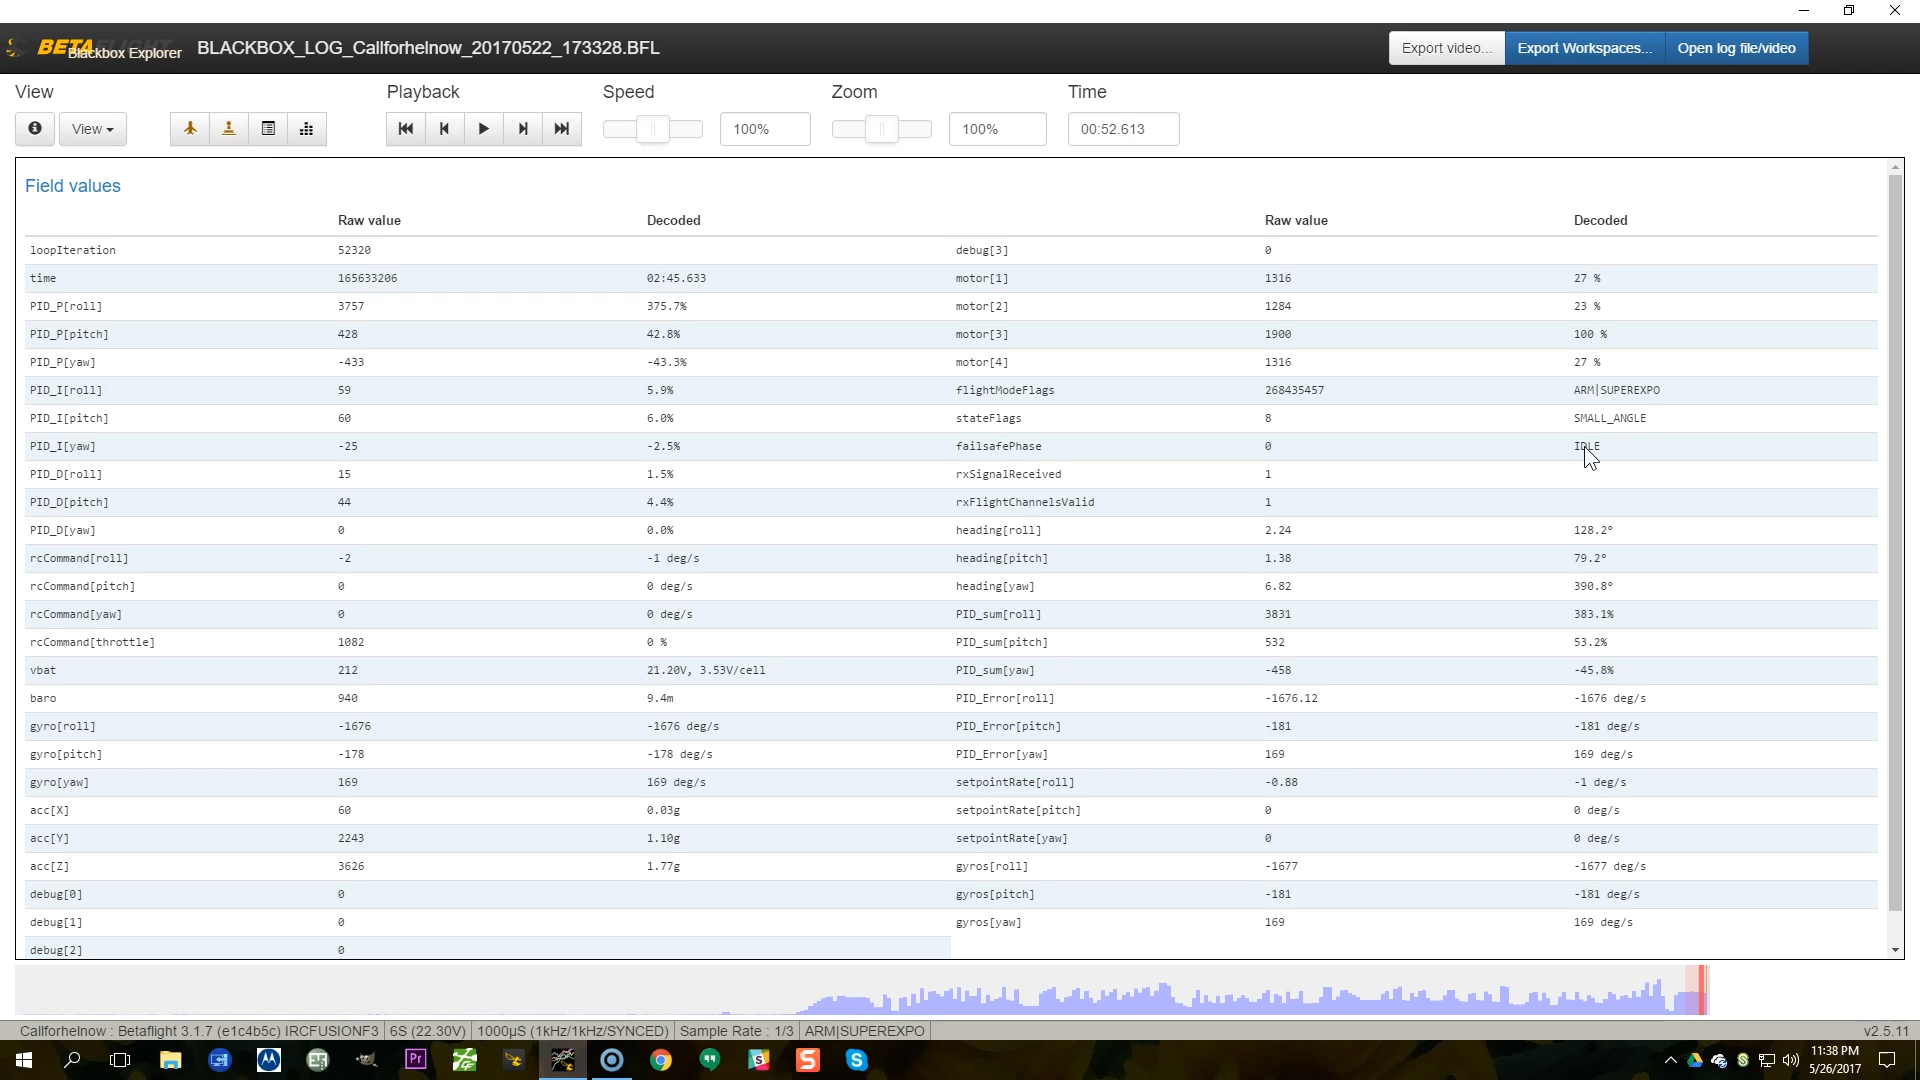 BETAFLIGHT Blackbox Explorer BLACKBOX_LOG_Callforhelnow_20170522_173328.BFL Export video... Export Workspaces... Open log file/video
View Playback Speed Zoom Time
View 100% 100% 00:52.613
Field values
Raw value Decoded Raw value Decoded
loopIteration 52320 debug[3] 0
time 165633206 02:45.633 motor[1] 1316 27 %
PID_P[roll] 3757 375.7% motor[2] 1284 23 %
PID_P[pitch] 428 42.8% motor[3] 1900 100 %
PID_P[yaw] -433 -43.3% motor[4] 1316 27 %
PID_I[roll] 59 5.9% flightModeFlags 268435457 ARM|SUPEREXPO
PID_I[pitch] 60 6.0% stateFlags 8 SMALL_ANGLE
PID_I[yaw] -25 -2.5% failsafePhase 0 IDLE
PID_D[roll] 15 1.5% rxSignalReceived 1
PID_D[pitch] 44 4.4% rxFlightChannelsValid 1
PID_D[yaw] 0 0.0% heading[roll] 2.24 128.2º
rcCommand[roll] -2 -1 deg/s heading[pitch] 1.38 79.2º
rcCommand[pitch] 0 0 deg/s heading[yaw] 6.82 390.8º
rcCommand[yaw] 0 0 deg/s PID_sum[roll] 3831 383.1%
rcCommand[throttle] 1082 0 % PID_sum[pitch] 532 53.2%
vbat 212 21.20V, 3.53V/cell PID_sum[yaw] -458 -45.8%
baro 940 9.4m PID_Error[roll] -1676.12 -1676 deg/s
gyro[roll] -1676 -1676 deg/s PID_Error[pitch] -181 -181 deg/s
gyro[pitch] -178 -178 deg/s PID_Error[yaw] 169 169 deg/s
gyro[yaw] 169 169 deg/s setpointRate[roll] -0.88 -1 deg/s
acc[X] 60 0.03g setpointRate[pitch] 0 0 deg/s
acc[Y] 2243 1.10g setpointRate[yaw] 0 0 deg/s
acc[Z] 3626 1.77g gyros[roll] -1677 -1677 deg/s
debug[0] 0 gyros[pitch] -181 -181 deg/s
debug[1] 0 gyros[yaw] 169 169 deg/s
debug[2] 0
Callforhelnow : Betaflight 3.1.7 (e1c4b5c) IRCFUSIONF3 6S (22.30V) 1000µS (1kHz/1kHz/SYNCED) Sample Rate : 1/3 ARM|SUPEREXPO v2.5.11
Pr S S 11:38 PM
5/26/2017